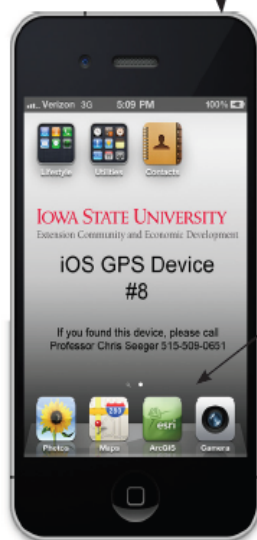 Verizon 3G 5:09 PM 100%
Lifestyle Utilities Contacts
IOWA STATE UNIVERSITY
Extension Community and Economic Development
iOS GPS Device
#8
If you found this device, please call
Professor Chris Seeger 515-509-0651
280
esri
Photos Maps ArcGIS Camera